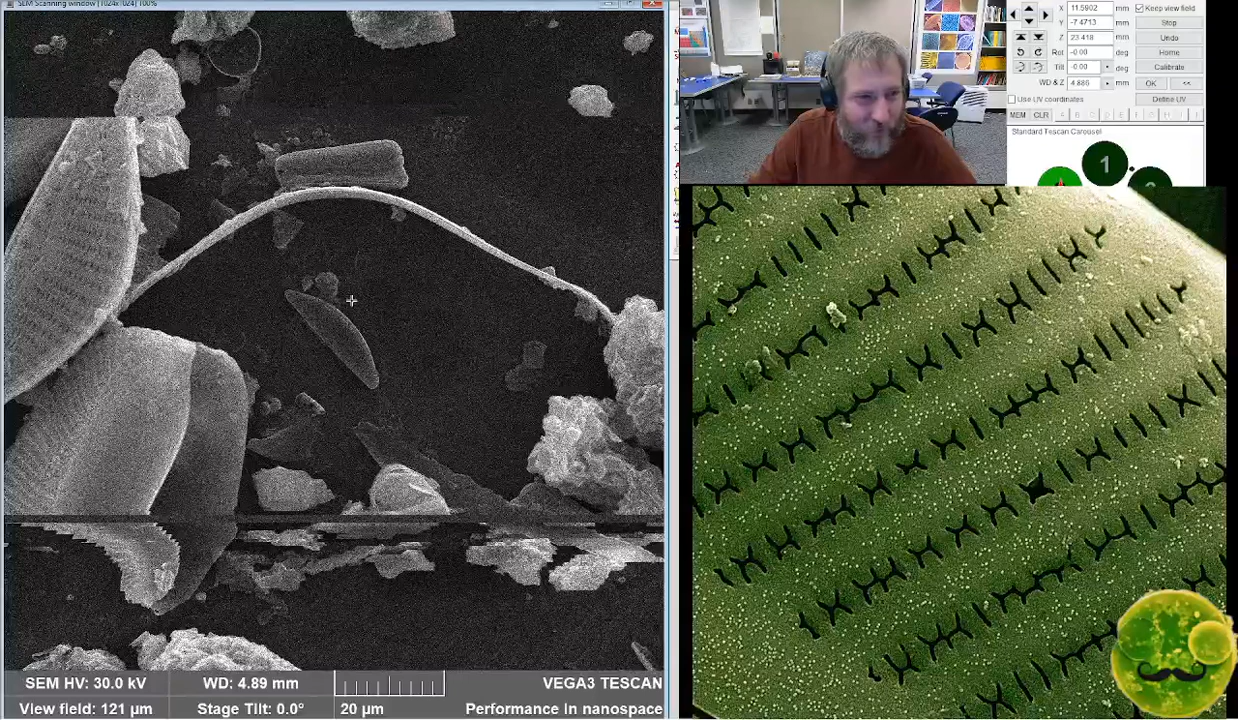 SEM Scanning window [1024x1024] 100%
SEM HV: 30.0 kV
WD: 4.89 mm
VEGA3 TESCAN
View field: 121 µm
Stage Tilt: 0.0°
20 µm
Performance in nanospace
X 11.5902 mm
Keep view field
Y -7.4713 mm
Stop
Z 23.418 mm
Undo
Rot -0.00 deg
Home
Tilt -0.00 deg
Calibrate
WD & Z 4.886 mm
OK <<
Use UV coordinates
Define UV
MEM CLR
Standard Tescan Carousel
1